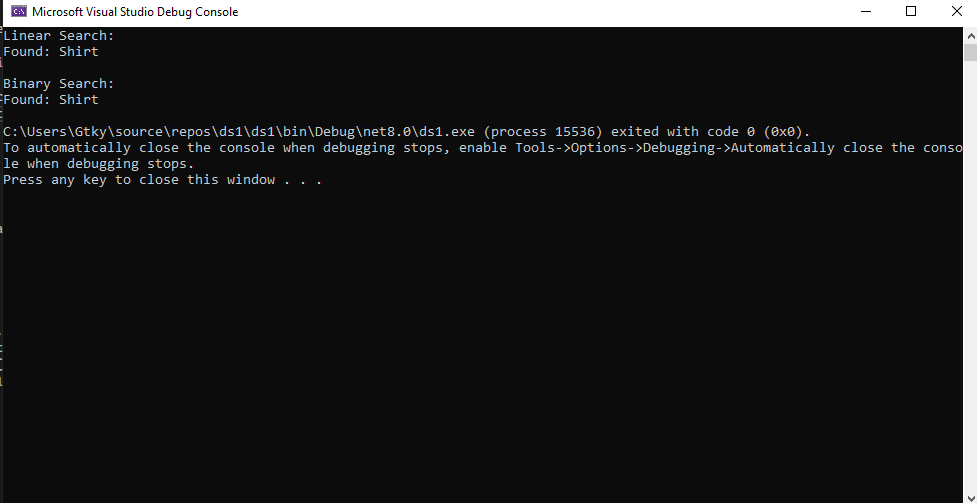 Microsoft Visual Studio Debug Console
Linear Search:
Found: Shirt
Binary Search:
Found: Shirt
C:\Users\Gtky\source\repos\ds1\ds1\bin\Debug\net8.0\ds1.exe (process 15536) exited with code 0 (0x0).
To automatically close the console when debugging stops, enable Tools->Options->Debugging->Automatically close the conso
le when debugging stops.
Press any key to close this window . . .